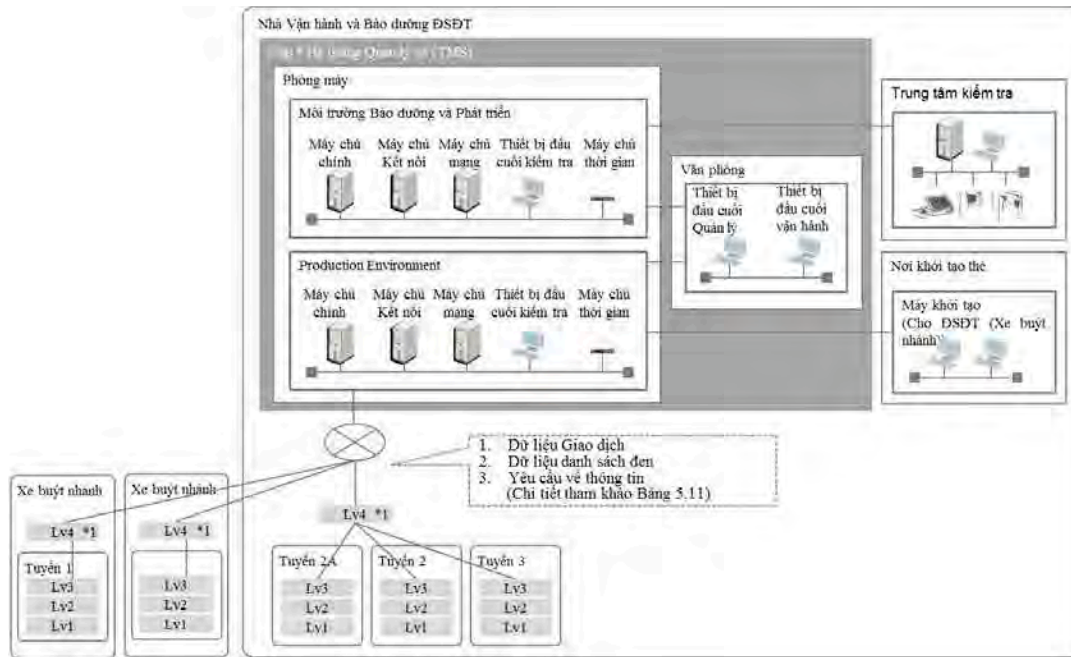 Nhà Vận hành và Bảo dưỡng ĐSĐT
Quản lý vé (TMS)
Phòng máy
Môi trường Bảo dưỡng và Phát triển
Máy chủ chính
Máy chủ Kết nối
Máy chủ mạng
Thiết bị đầu cuối kiểm tra
Máy chủ thời gian
Production Environment
Máy chủ chính
Máy chủ Kết nối
Máy chủ mạng
Thiết bị đầu cuối kiểm tra
Máy chủ thời gian
Văn phòng
Thiết bị đầu cuối Quản lý
Thiết bị đầu cuối vận hành
Trung tâm kiểm tra
Nơi khởi tạo thẻ
Máy khởi tạo
(Cho ĐSĐT (Xe buýt
nhánh))
1. Dữ liệu Giao dịch
2. Dữ liệu danh sách đen
3. Yêu cầu về thông tin
(Chi tiết tham khảo Bảng 5.11)
Xe buýt nhanh
Lv4 *1
Tuyến 1
Lv3
Lv2
Lv1
Xe buýt nhánh
Lv4 *1
Lv3
Lv2
Lv1
Lv4 *1
Tuyến 2A
Lv3
Lv2
Lv1
Tuyến 2
Lv3
Lv2
Lv1
Tuyến 3
Lv3
Lv2
Lv1